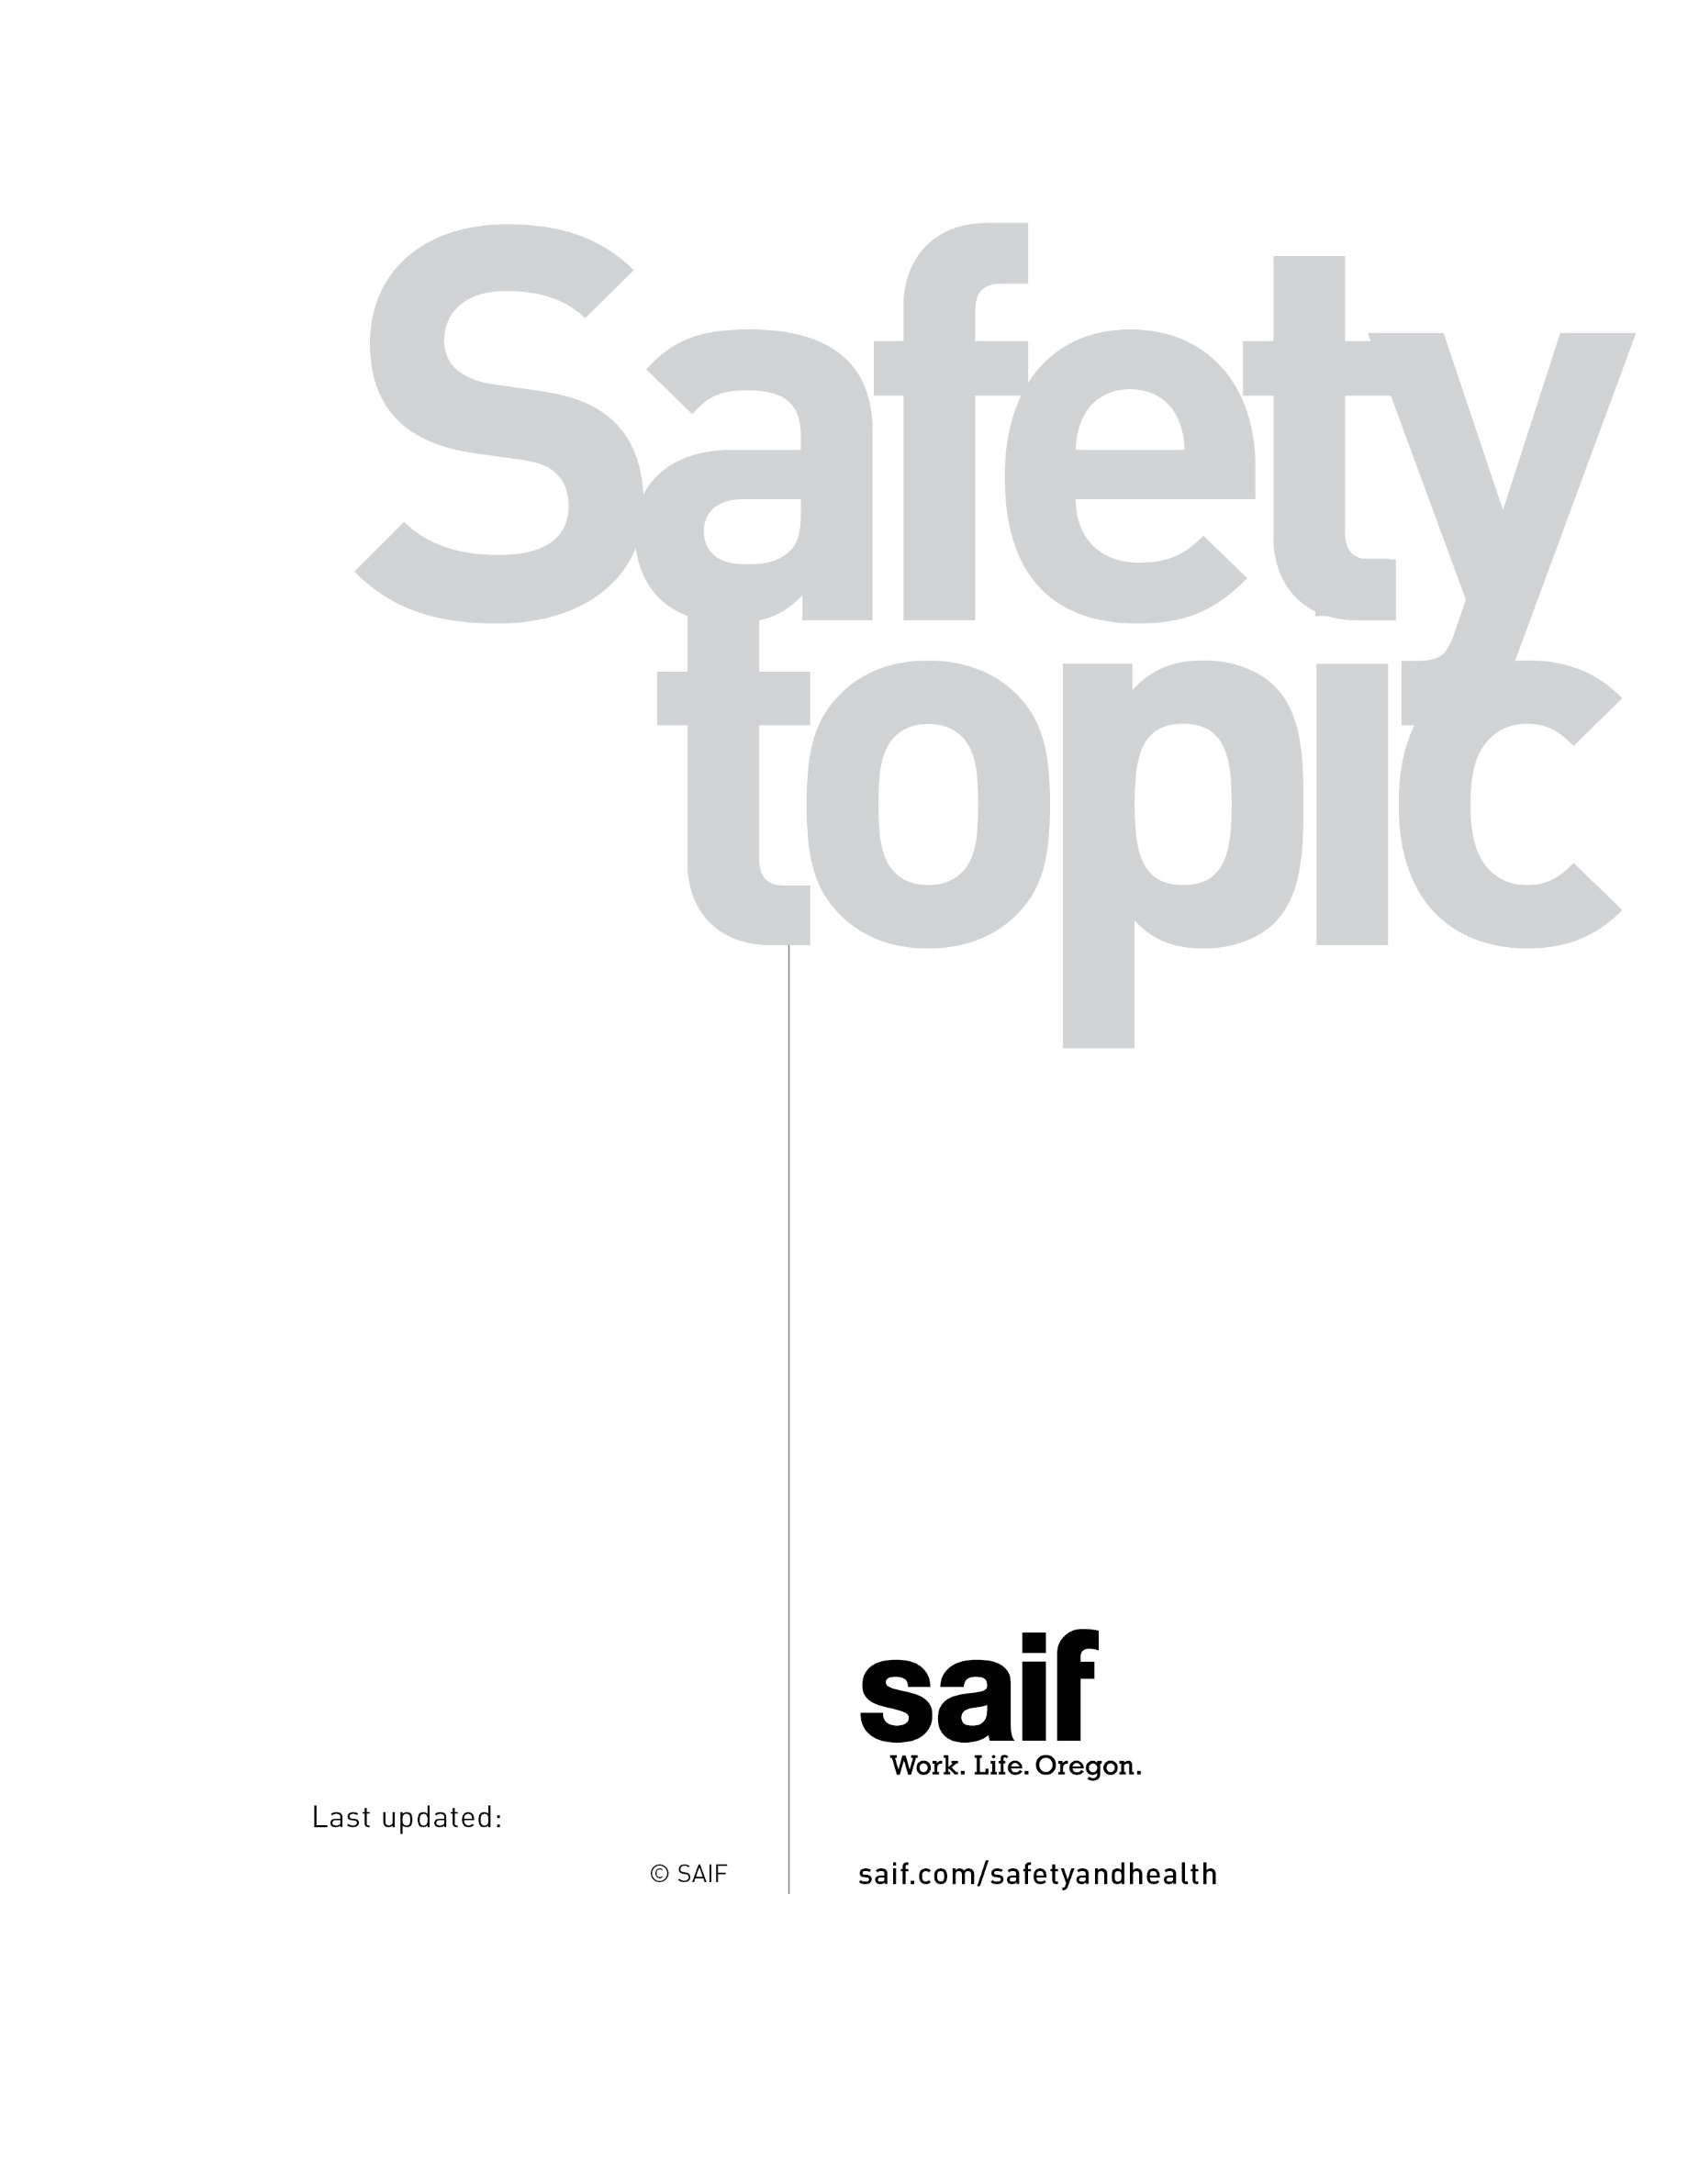 Safety
topic
saif
Work. Life. Oregon.
Last updated:
© SAIF
saif.com/safetyandhealth